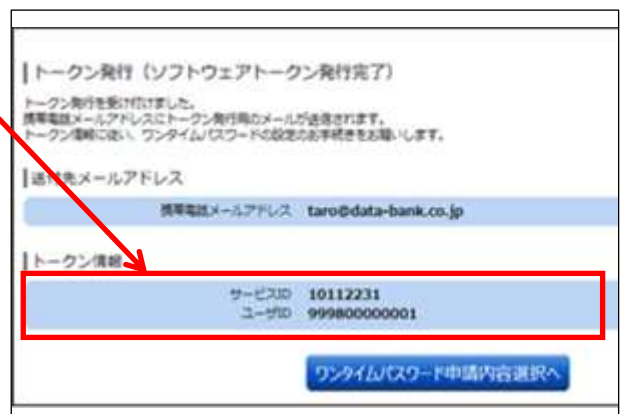 トークン発行（ソフトウェアトークン発行完了）
トークン発行を受け付けました。
携帯電話メールアドレスにトークン発行用のメールが送信されます。
トークン情報に従い、ワンタイムパスワードの設定のお手続きをお願いします。
送付先メールアドレス
携帯電話メールアドレス taro@data-bank.co.jp
トークン情報
サービスID 10112231
ユーザID 999800000001
ワンタイムパスワード申請内容選択へ